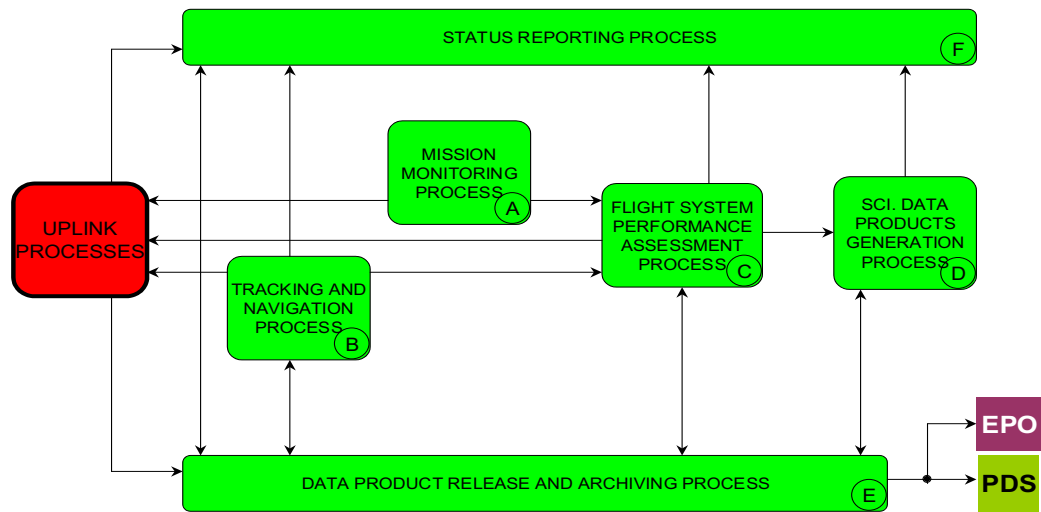 STATUS REPORTING PROCESS
F
MISSION
MONITORING
PROCESS
A
UPLINK
PROCESSES
FLIGHT SYSTEM
PERFORMANCE
ASSESSMENT
PROCESS
C
SCI. DATA
PRODUCTS
GENERATION
PROCESS
D
TRACKING AND
NAVIGATION
PROCESS
B
EPO
DATA PRODUCT RELEASE AND ARCHIVING PROCESS
E
PDS